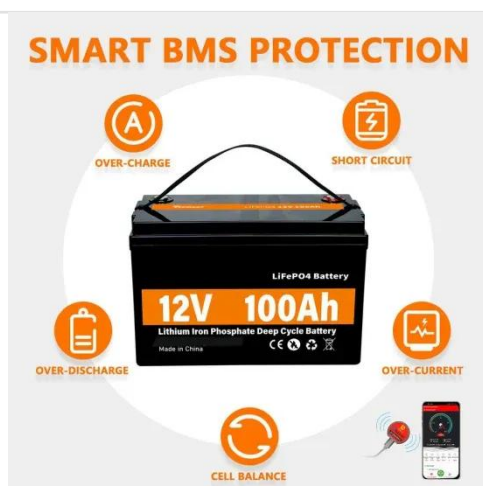 SMART BMS PROTECTION
A
OVER-CHARGE
SHORT CIRCUIT
LiFePO4 Battery
12V 100Ah
Lithium Iron Phosphate Deep Cycle Battery
Made in China
CE
OVER-DISCHARGE
OVER-CURRENT
CELL BALANCE